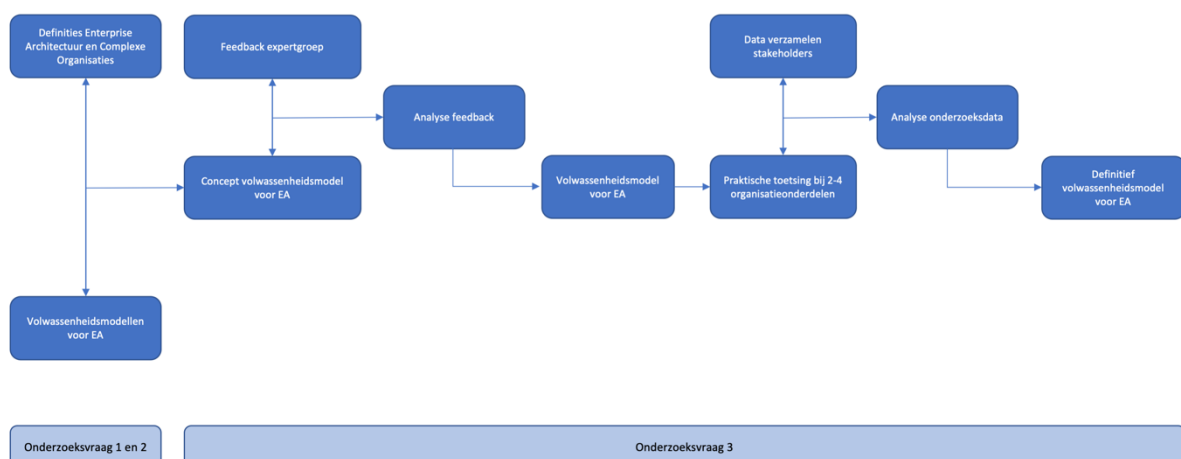 Definities Enterprise
Architectuur en Complexe
Organisaties
Feedback expertgroep
Data verzamelen
stakeholders
Analyse feedback
Analyse onderzoeksdata
Concept volwassenheidsmodel
voor EA
Volwassenheidsmodel
voor EA
Praktische toetsing bij 2-4
organisatieonderdelen
Definitief
volwassenheidsmodel
voor EA
Volwassenheidsmodellen
voor EA
Onderzoeksvraag 1 en 2
Onderzoeksvraag 3